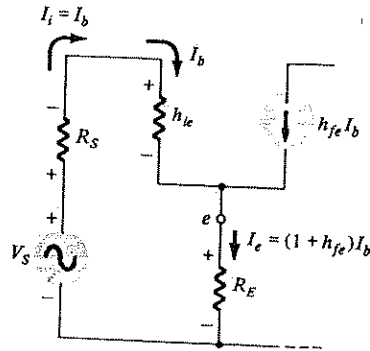 I_i = I_b
I_b
+
−
+
−
R_S
h_ie
h_fe I_b
+
+
−
V_S
e
I_e = (1 + h_fe)I_b
+
−
R_E